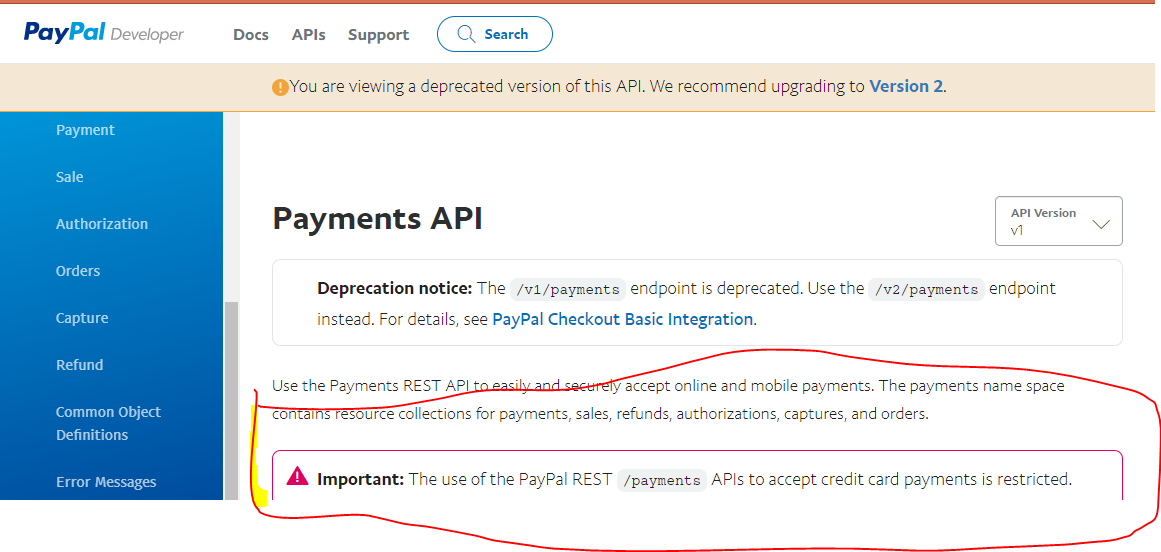 PayPal Developer Docs APIs Support Search
You are viewing a deprecated version of this API. We recommend upgrading to Version 2.
Payment
Sale
Authorization
Orders
Capture
Refund
Common Object
Definitions
Error Messages
Payments API
API Version
v1
Deprecation notice: The /v1/payments endpoint is deprecated. Use the /v2/payments endpoint
instead. For details, see PayPal Checkout Basic Integration.
Use the Payments REST API to easily and securely accept online and mobile payments. The payments name space
contains resource collections for payments, sales, refunds, authorizations, captures, and orders.
Important: The use of the PayPal REST /payments APIs to accept credit card payments is restricted.